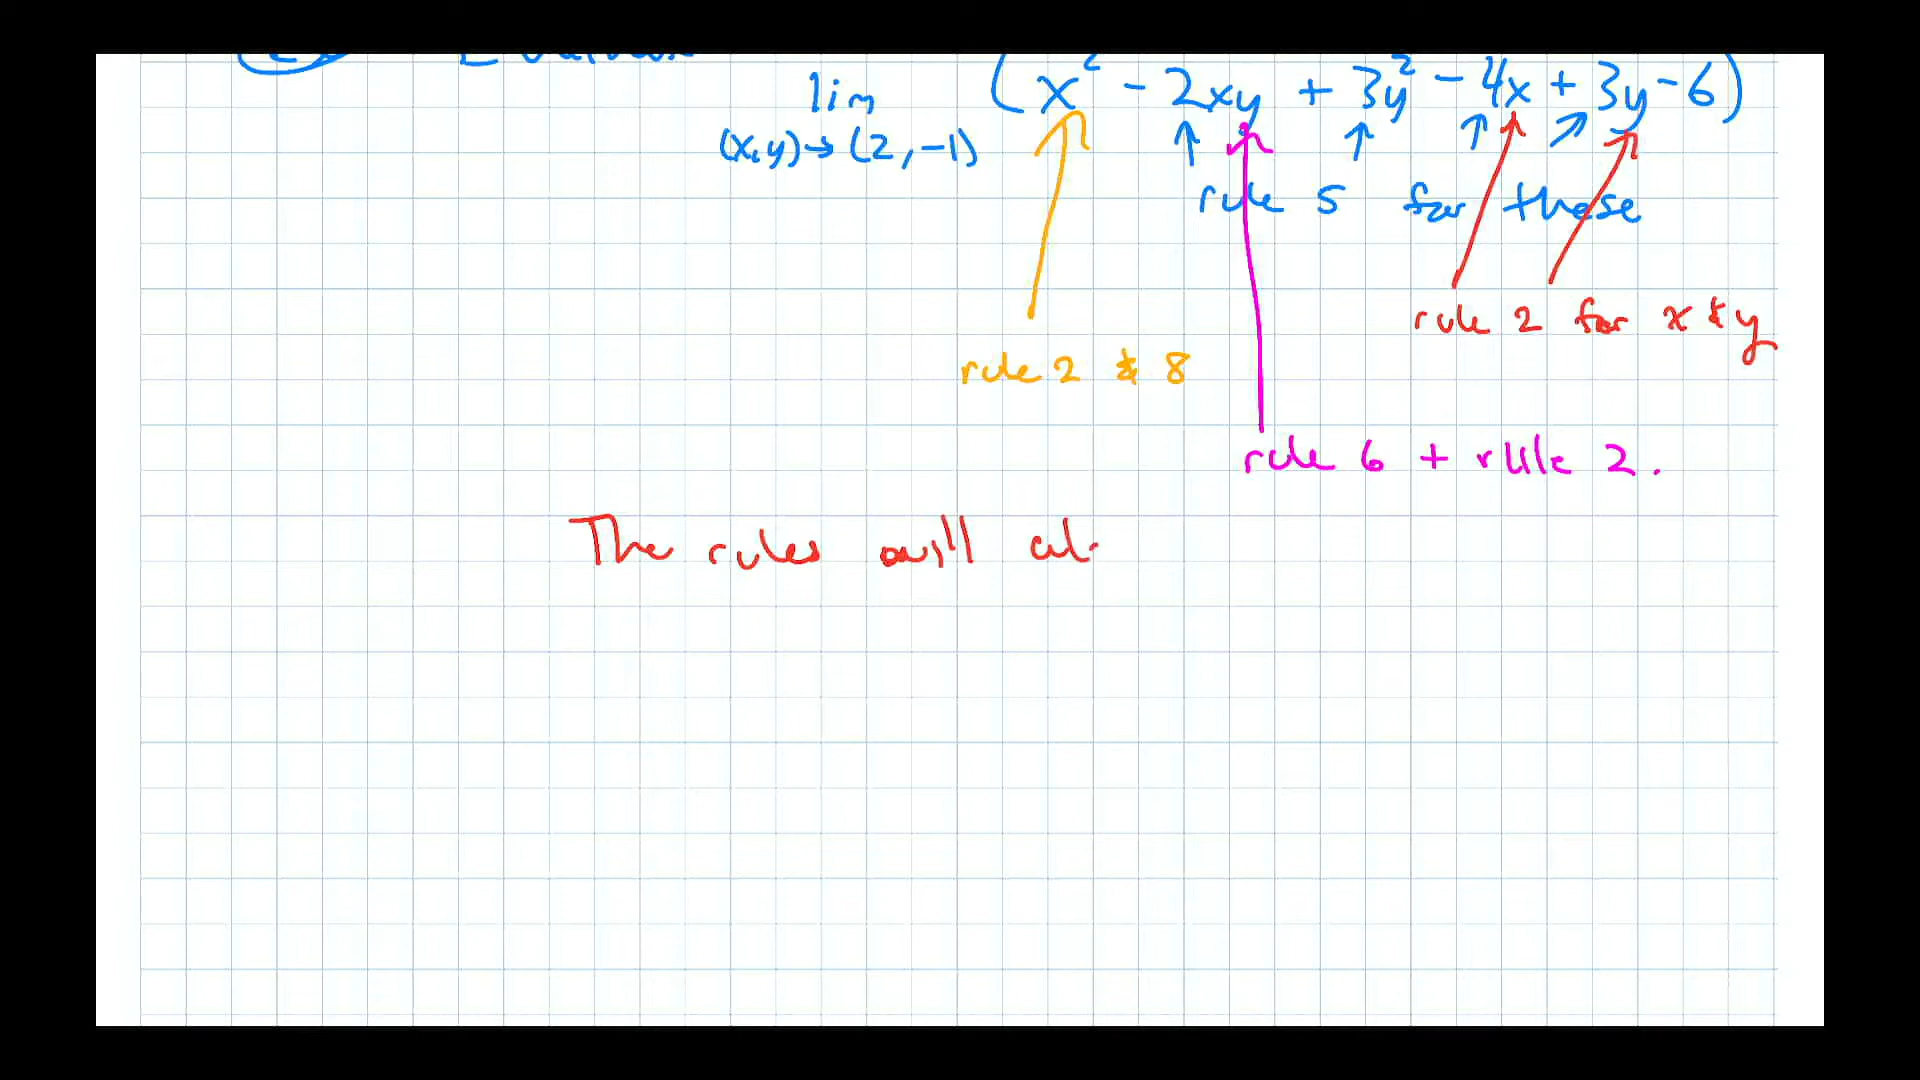 lim (x² - 2xy + 3y² - 4x + 3y - 6)
(x,y) → (2, -1)
rule 5 for these
rule 2 for x & y
rule 2 & 8
rule 6 + rule 2.
The rules will